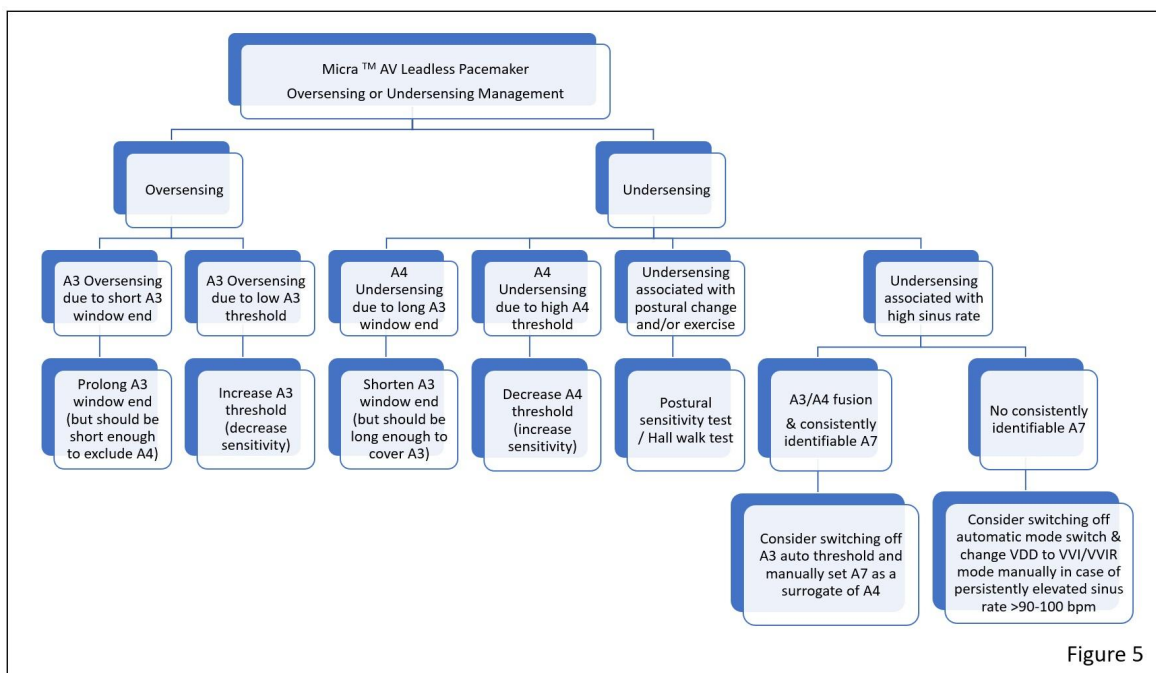 Micra ™ AV Leadless Pacemaker
Oversensing or Undersensing Management
Oversensing
Undersensing
A3 Oversensing
due to short A3
window end
A3 Oversensing
due to low A3
threshold
A4
Undersensing
due to long A3
window end
A4
Undersensing
due to high A4
threshold
Undersensing
associated with
postural change
and/or exercise
Undersensing
associated with
high sinus rate
Prolong A3
window end
(but should be
short enough
to exclude A4)
Increase A3
threshold
(decrease
sensitivity)
Shorten A3
window end
(but should be
long enough to
cover A3)
Decrease A4
threshold
(increase
sensitivity)
Postural
sensitivity test
/ Hall walk test
A3/A4 fusion
& consistently
identifiable A7
No consistently
identifiable A7
Consider switching off
A3 auto threshold and
manually set A7 as a
surrogate of A4
Consider switching off
automatic mode switch &
change VDD to VVI/VVIR
mode manually in case of
persistently elevated sinus
rate >90-100 bpm
Figure 5